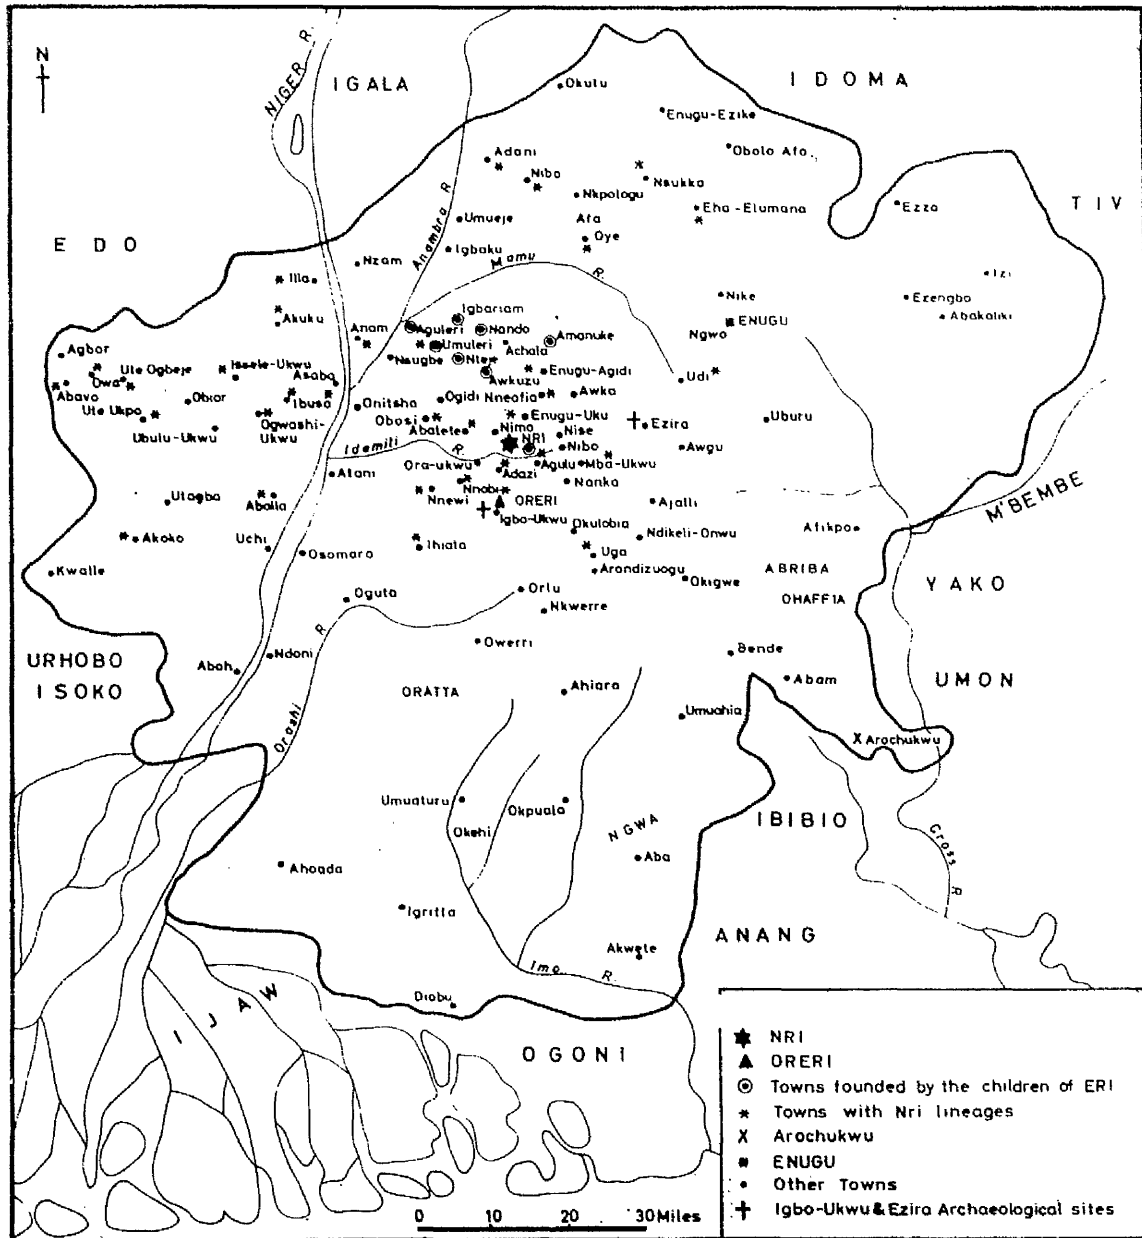 N
NIGER R.
IGALA
IDOMA
Okutu
Enugu-Ezike
Obolo Afa
Adani
Nibo
Nsukka
Nkpologu
Eha-Elumana
Ezza
TIV
Umueje
Afa
Oye
EDO
Anambra R
Igbaku
Mamu R.
Nzam
Illa
Izi
Nike
Ezengbo
Abakaliki
Akuku
Igbariam
Aguleri
Nando
Amanuke
ENUGU
Ngwo
Anam
Umuleri
Achala
Agbor
Nsugbe
Nteje
Ute Ogbeje
Issele-Ukwu
Owa
Asaba
Awkuzu
Enugu-Agidi
Udi
Abavo
Obior
Ibusa
Ogidi
Nneofia
Awka
Ute Ukpo
Onitsha
Obosi
Enugu-Uku
Ezira
Uburu
Ubulu-Ukwu
Ogwashi-
Ukwu
Abalete
Nimo
Nise
Idemili R.
NRI
Nibo
Awgu
Atani
Ora-ukwu
Adazi
Agulu
Mba-Ukwu
Nnobi
Nanka
Utagba
Aballa
Nnewi
ORERI
Igbo-Ukwu
Ajalli
M'BEMBE
Akoko
Uchi
Osomara
Ihiala
Okulobia
Ndikeli-Onwu
Afikpo
Uga
Kwalle
Arondizuogu
Okigwe
ABRIBA
YAKO
Oguta
Orlu
Nkwerre
OHAFFIA
URHOBO
ISOKO
Owerri
Ndoni
Aboh
Bende
Abam
UMON
Orashi R
ORATTA
Ahiara
Umuahia
Arochukwu
Umuaturu
Okpuala
Okehi
NGWA
IBIBIO
Cross R
Aba
Ahoada
Igritta
ANANG
Akwete
Imo R.
Diobu
IJAW
OGONI
NRI
ORERI
Towns founded by the children of ERI
Towns with Nri lineages
X Arochukwu
ENUGU
Other Towns
Igbo-Ukwu & Ezira Archaeological sites
0 10 20 30 Miles